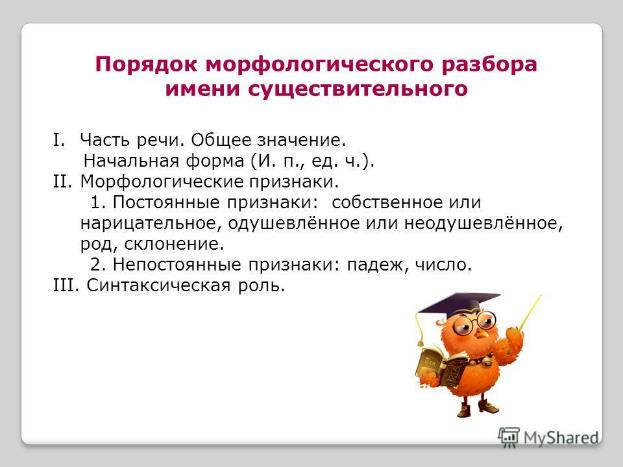 Порядок морфологического разбора
имени существительного
I. Часть речи. Общее значение.
Начальная форма (И. п., ед. ч.).
II. Морфологические признаки.
1. Постоянные признаки: собственное или
нарицательное, одушевлённое или неодушевлённое,
род, склонение.
2. Непостоянные признаки: падеж, число.
III. Синтаксическая роль.
MyShared